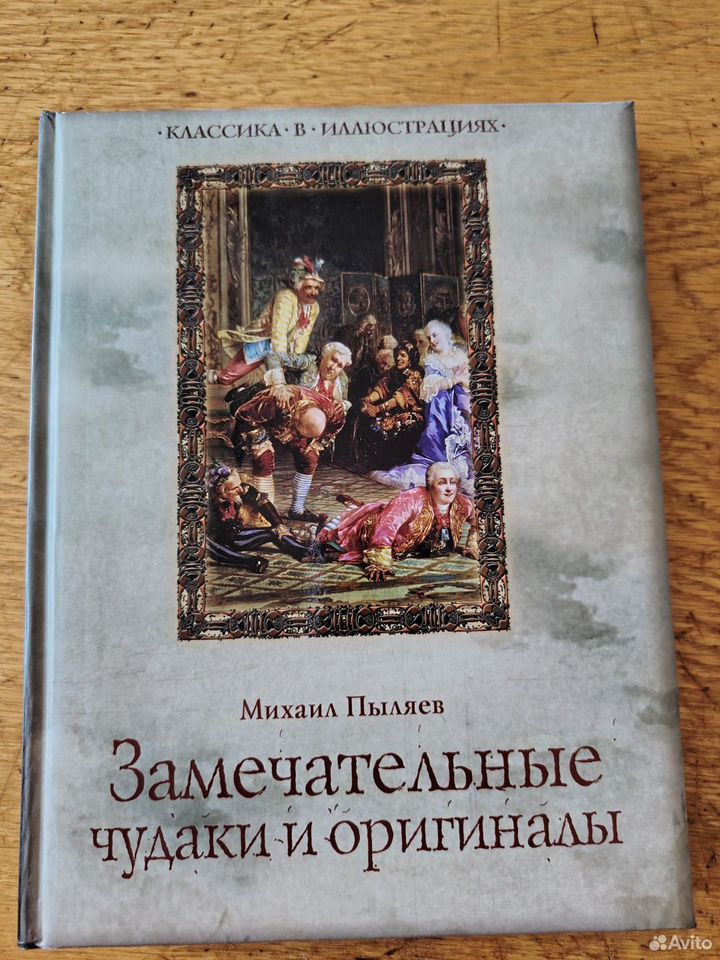 · КЛАССИКА · В · ИЛЛЮСТРАЦИЯХ ·
Михаил Пыляев
Замечательные
чудаки и оригиналы
Avito